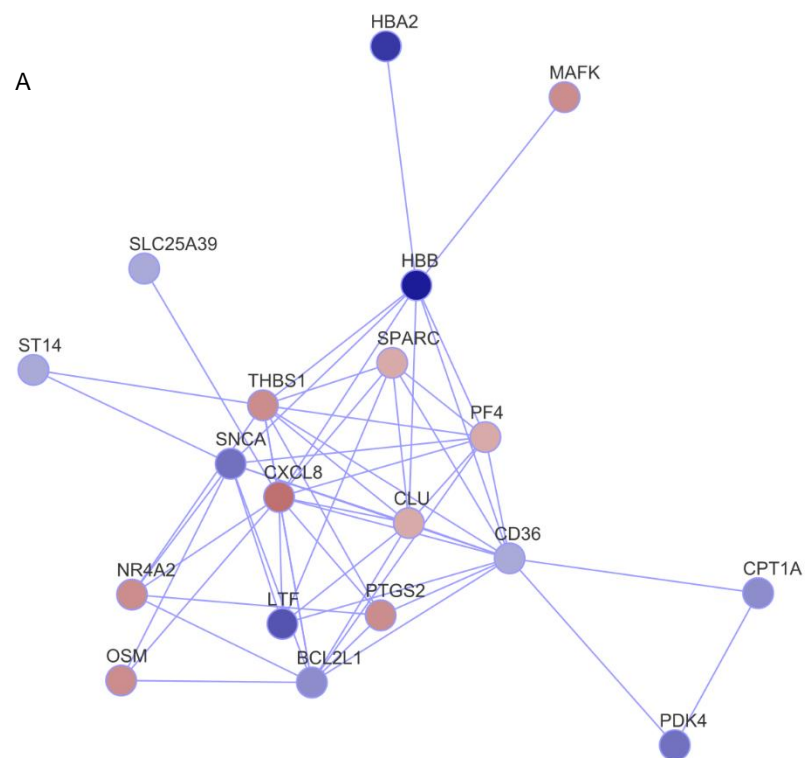 HBA2
A
MAFK
SLC25A39
HBB
ST14
SPARC
THBS1
PF4
SNCA
CXCL8
CLU
CD36
NR4A2
LTF
PTGS2
CPT1A
OSM
BCL2L1
PDK4